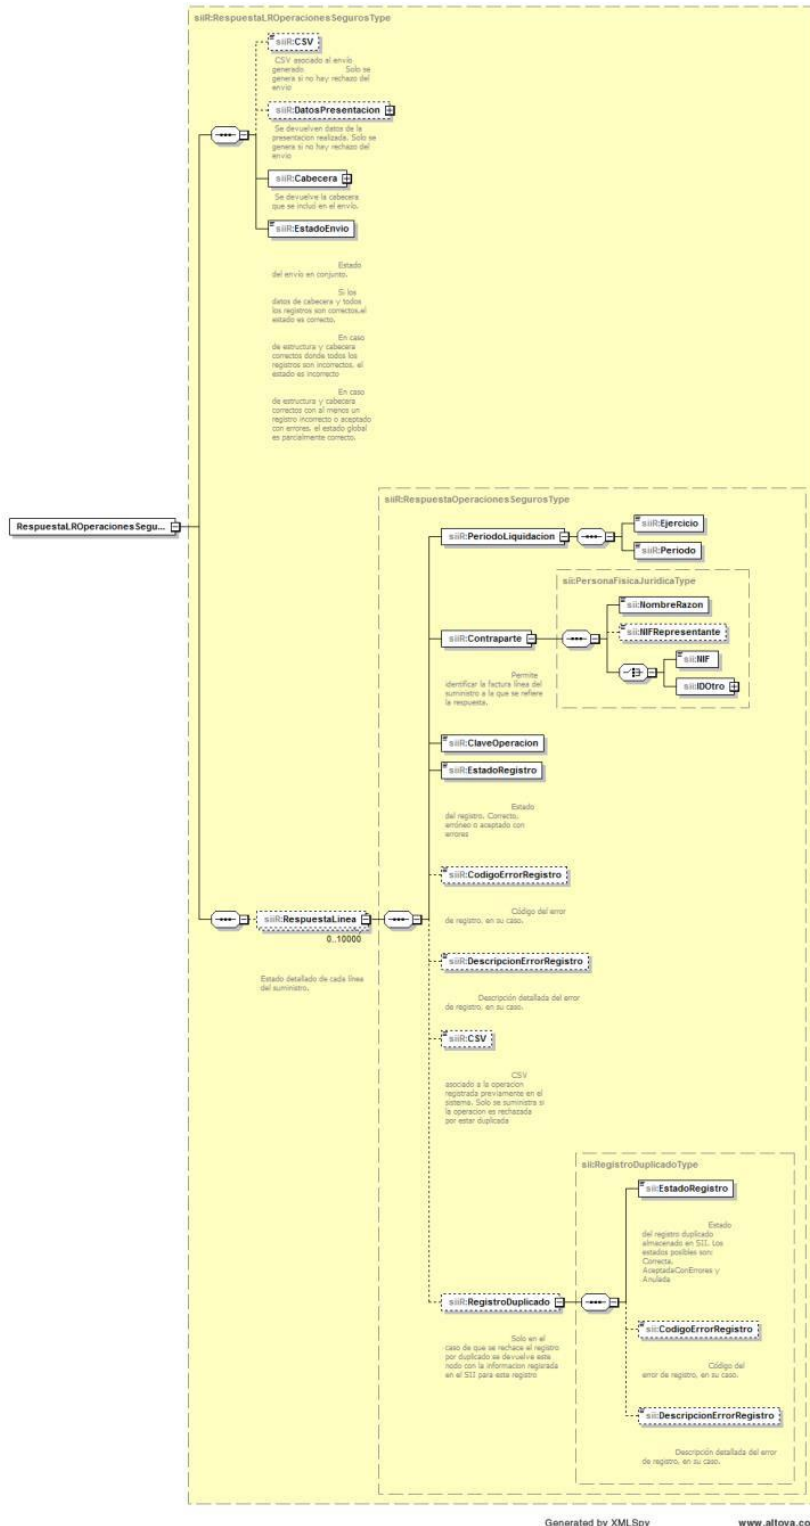 siiR:RespuestaLROperacionesSegurosType
siiR:CSV
CSV asociado al envío
generado. Solo se
genera si no hay rechazo del
envio
siiR:DatosPresentacion
Se devuelven datos de la
presentacion realizada. Solo se
genera si no hay rechazo del
envio
siiR:Cabecera
Se devuelve la cabecera
que se incluó en el envío.
siiR:EstadoEnvio
Estado
del envío en conjunto.
Si los
datos de cabecera y todos
los registros son correctos,el
estado es correcto.
En caso
de estructura y cabecera
correctos donde todos los
registros son incorrectos, el
estado es incorrecto
En caso
de estructura y cabecera
correctos con al menos un
registro incorrecto o aceptado
con errores, el estado global
es parcialmente correcto.
RespuestaLROperacionesSegu...
siiR:RespuestaOperacionesSegurosType
siiR:PeriodoLiquidacion
siiR:Ejercicio
siiR:Periodo
sii:PersonaFisicaJuridicaType
siiR:Contraparte
sii:NombreRazon
sii:NIFRepresentante
sii:NIF
sii:IDOtro
Permite
identificar la factura línea del
suministro a la que se refiere
la respuesta.
siiR:ClaveOperacion
siiR:EstadoRegistro
Estado
del registro. Correcto,
erróneo o aceptado con
errores
siiR:CodigoErrorRegistro
Código del error
de registro, en su caso.
siiR:RespuestaLinea
0..10000
Estado detallado de cada línea
del suministro.
siiR:DescripcionErrorRegistro
Descripción detallada del error
de registro, en su caso.
siiR:CSV
CSV
asociado a la operacion
registrada previamente en el
sistema. Solo se suministra si
la operacion es rechazada
por estar duplicada
sii:RegistroDuplicadoType
sii:EstadoRegistro
Estado
del registro duplicado
almacenado en SII. Los
estados posibles son:
Correcta,
AceptadaConErrores y
Anulada
siiR:RegistroDuplicado
Solo en el
caso de que se rechace el registro
por duplicado se devuelve este
nodo con la informacion regisrada
en el SII para este registro
sii:CodigoErrorRegistro
Código del
error de registro, en su caso.
sii:DescripcionErrorRegistro
Descripción detallada del error
de registro, en su caso.
Generated by XMLSpy
www.altova.co